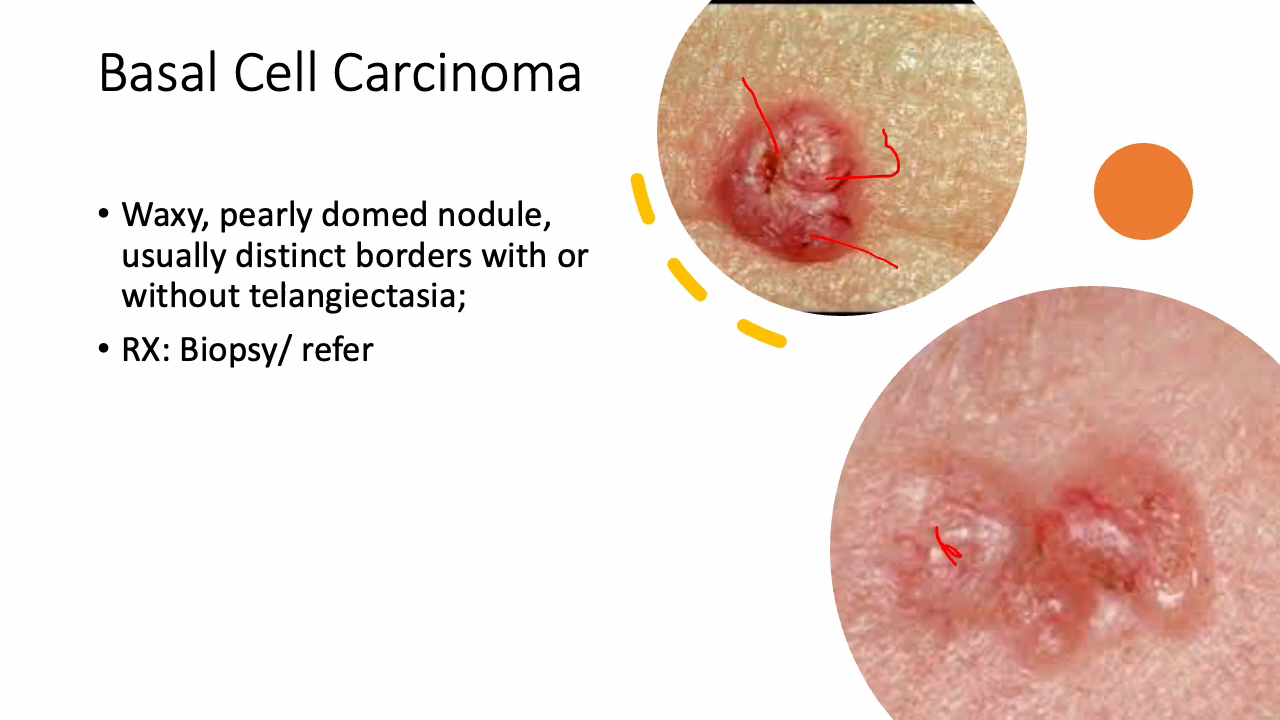 Basal Cell Carcinoma
• Waxy, pearly domed nodule,
usually distinct borders with or
without telangiectasia;
• RX: Biopsy/ refer